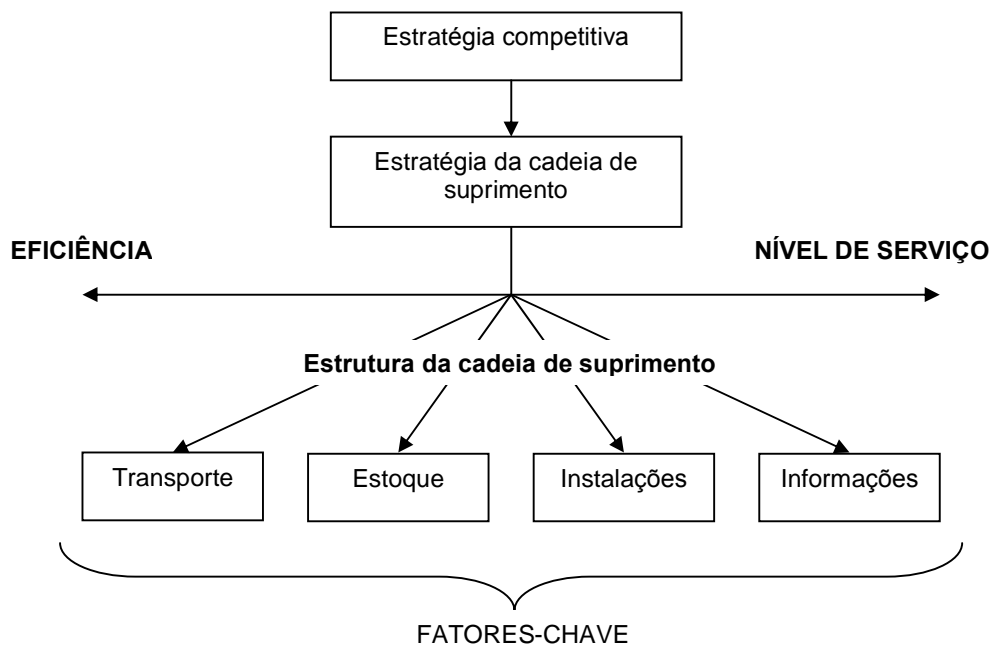 Estratégia competitiva
Estratégia da cadeia de
suprimento
EFICIÊNCIA
NÍVEL DE SERVIÇO
Estrutura da cadeia de suprimento
Transporte
Estoque
Instalações
Informações
FATORES-CHAVE